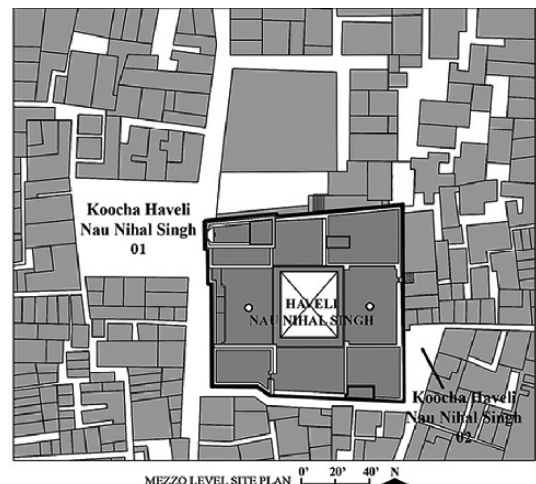 Koocha Haveli
Nau Nihal Singh
01
HAVELI
NAU NIHAL SINGH
Koocha Haveli
Nau Nihal Singh
02
MEZZO LEVEL SITE PLAN 0' 20' 40' N